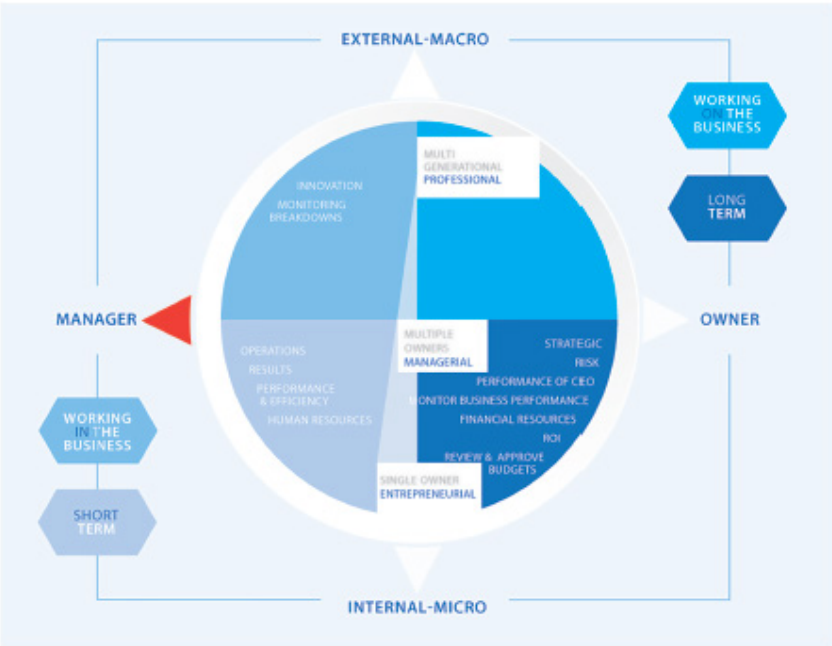 EXTERNAL-MACRO
WORKING
ON THE
BUSINESS
MULTI
GENERATIONAL
PROFESSIONAL
INNOVATION
MONITORING
BREAKDOWNS
LONG
TERM
MANAGER
OWNER
MULTIPLE
OWNERS
MANAGERIAL
OPERATIONS
RESULTS
PERFORMANCE
& EFFICIENCY
HUMAN RESOURCES
STRATEGIC
RISK
PERFORMANCE OF CEO
MONITOR BUSINESS PERFORMANCE
FINANCIAL RESOURCES
ROI
REVIEW & APPROVE
BUDGETS
WORKING
IN THE
BUSINESS
SINGLE OWNER
ENTREPRENEURIAL
SHORT
TERM
INTERNAL-MICRO